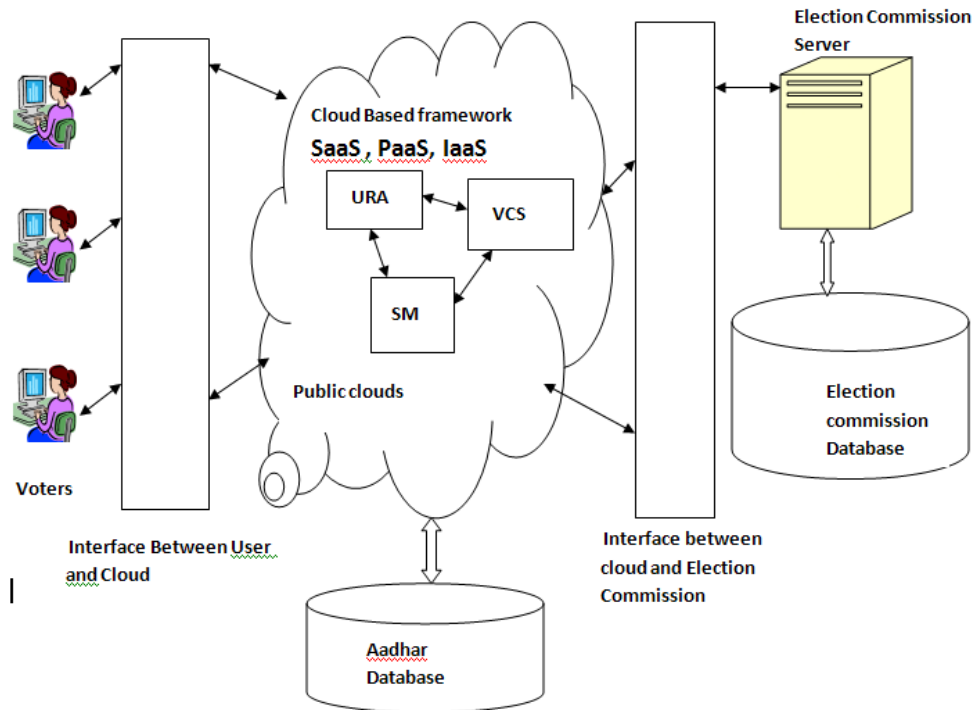 Election Commission
Server
Cloud Based framework
SaaS , PaaS, IaaS
URA
VCS
SM
Public clouds
Election
commission
Database
Voters
Interface Between User
and Cloud
Interface between
cloud and Election
Commission
Aadhar
Database